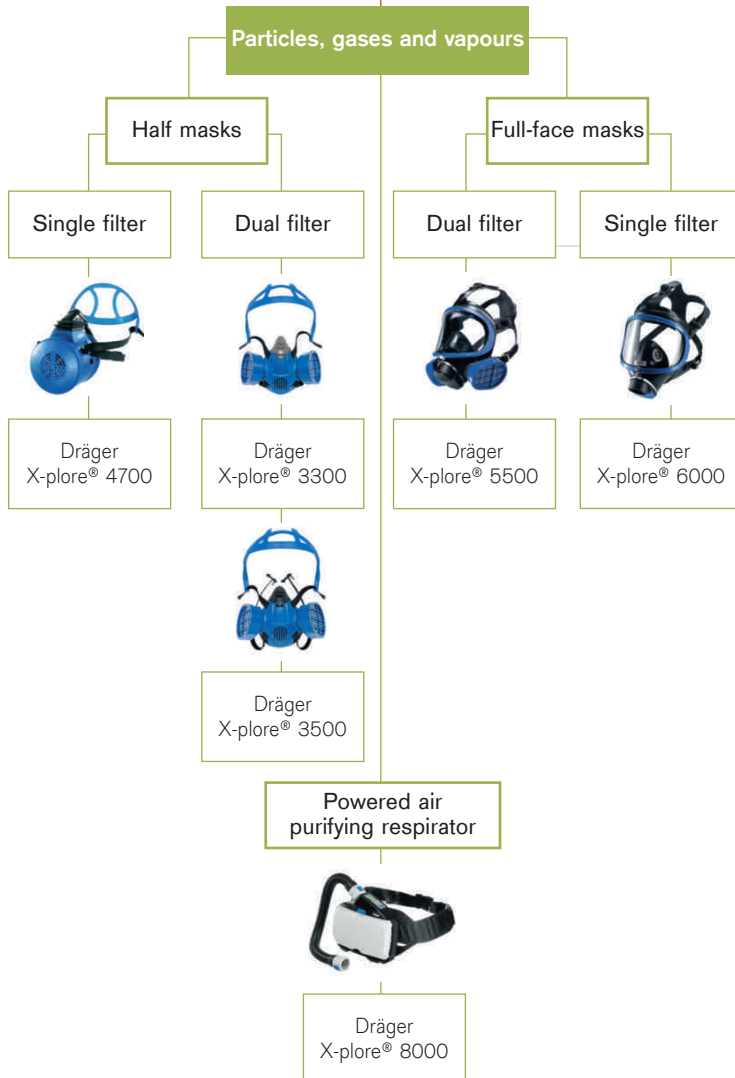 Particles, gases and vapours
Half masks
Full-face masks
Single filter
Dual filter
Dual filter
Single filter
Dräger
X-plore® 4700
Dräger
X-plore® 3300
Dräger
X-plore® 5500
Dräger
X-plore® 6000
Dräger
X-plore® 3500
Powered air
purifying respirator
Dräger
X-plore® 8000